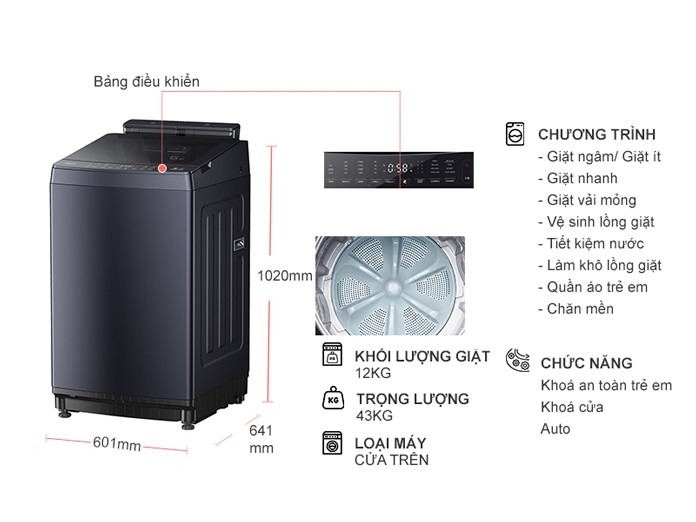 Bảng điều khiển
0:58
1020mm
601mm
641
mm
KHỐI LƯỢNG GIẶT
12KG
KG
TRỌNG LƯỢNG
43KG
LOẠI MÁY
CỬA TRÊN
CHƯƠNG TRÌNH
- Giặt ngâm/ Giặt ít
- Giặt nhanh
- Giặt vải mỏng
- Vệ sinh lồng giặt
- Tiết kiệm nước
- Làm khô lồng giặt
- Quần áo trẻ em
- Chăn mền
CHỨC NĂNG
Khoá an toàn trẻ em
Khoá cửa
Auto